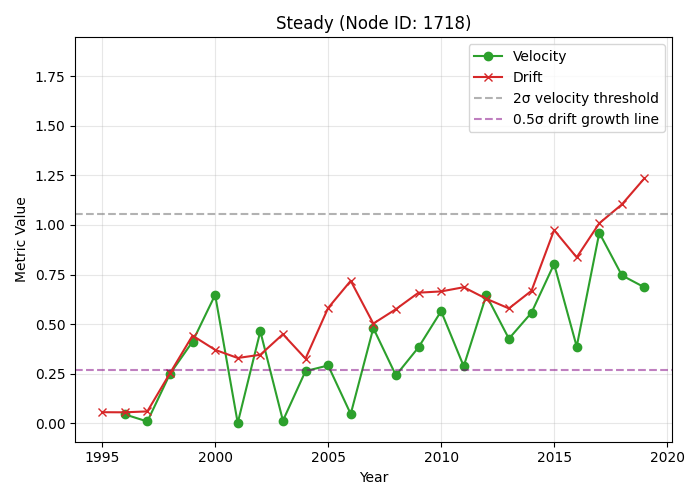 Steady (Node ID: 1718)
Velocity
Drift
2σ velocity threshold
0.5σ drift growth line
Metric Value
1.75
1.50
1.25
1.00
0.75
0.50
0.25
0.00
1995 2000 2005 2010 2015 2020
Year